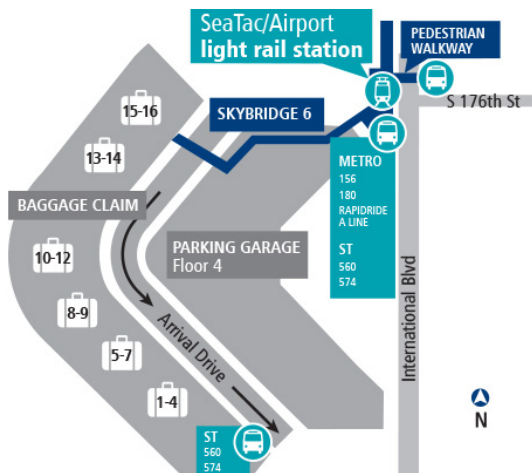 SeaTac/Airport
light rail station
PEDESTRIAN
WALKWAY
S 176th St
15-16
SKYBRIDGE 6
13-14
METRO
156
180
RAPIDRIDE
A LINE
ST
560
574
BAGGAGE CLAIM
PARKING GARAGE
Floor 4
10-12
8-9
5-7
1-4
Arrival Drive
International Blvd
N
ST
560
574